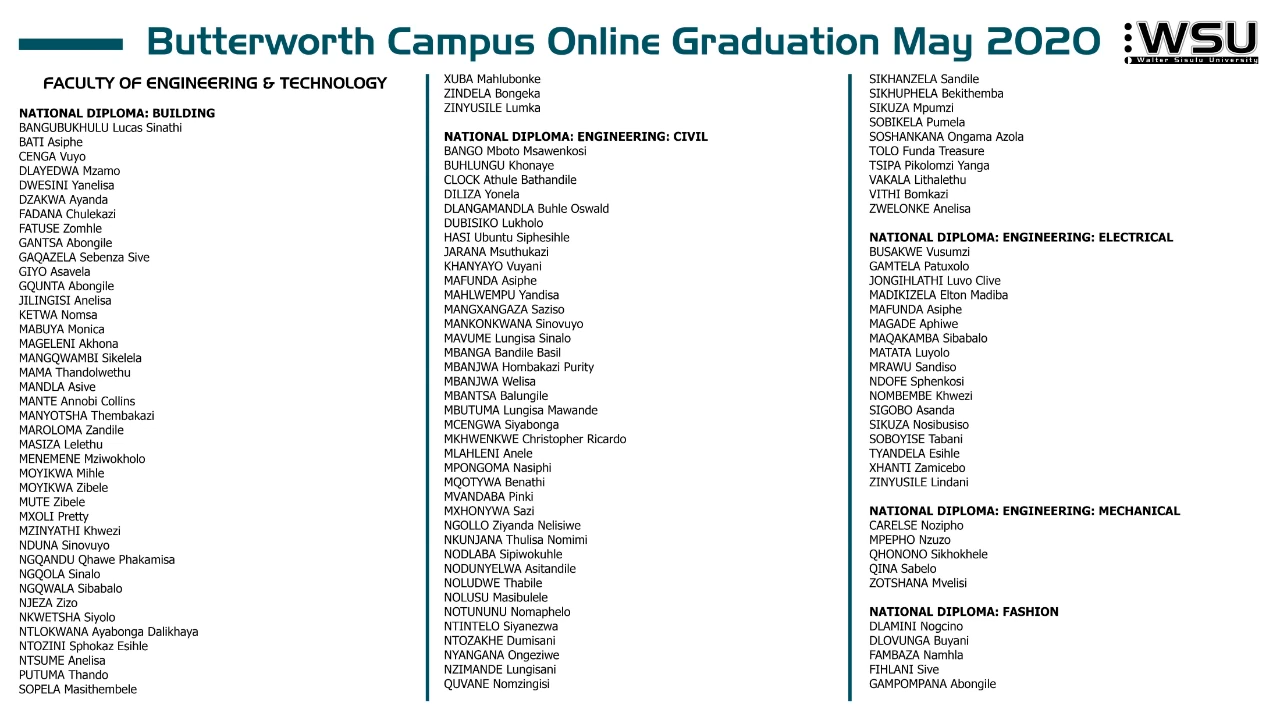 Butterworth Campus Online Graduation May 2020
WSU
Walter Sisulu University
FACULTY OF ENGINEERING & TECHNOLOGY
NATIONAL DIPLOMA: BUILDING
BANGUBUKHULU Lucas Sinathi
BATI Asiphe
CENGA Vuyo
DLAYEDWA Mzamo
DWESINI Yanelisa
DZAKWA Ayanda
FADANA Chulekazi
FATUSE Zomhle
GANTSA Abongile
GAQAZELA Sebenza Sive
GIYO Asavela
GQUNTA Abongile
JILINGISI Anelisa
KETWA Nomsa
MABUYA Monica
MAGELENI Akhona
MANGQWAMBI Sikelela
MAMA Thandolwethu
MANDLA Asive
MANTE Annobi Collins
MANYOTSHA Thembakazi
MAROLOMA Zandile
MASIZA Lelethu
MENEMENE Mziwokholo
MOYIKWA Mihle
MOYIKWA Zibele
MUTE Zibele
MXOLI Pretty
MZINYATHI Khwezi
NDUNA Sinovuyo
NGQANDU Qhawe Phakamisa
NGQOLA Sinalo
NGQWALA Sibabalo
NJEZA Zizo
NKWETSHA Siyolo
NTLOKWANA Ayabonga Dalikhaya
NTOZINI Sphokaz Esihle
NTSUME Anelisa
PUTUMA Thando
SOPELA Masithembele
XUBA Mahlubonke
ZINDELA Bongeka
ZINYUSILE Lumka
NATIONAL DIPLOMA: ENGINEERING: CIVIL
BANGO Mboto Msawenkosi
BUHLUNGU Khonaye
CLOCK Athule Bathandile
DILIZA Yonela
DLANGAMANDLA Buhle Oswald
DUBISIKO Lukholo
HASI Ubuntu Siphesihle
JARANA Msuthukazi
KHANYAYO Vuyani
MAFUNDA Asiphe
MAHLWEMPU Yandisa
MANGXANGAZA Saziso
MANKONKWANA Sinovuyo
MAVUME Lungisa Sinalo
MBANGA Bandile Basil
MBANJWA Hombakazi Purity
MBANJWA Welisa
MBANTSA Balungile
MBUTUMA Lungisa Mawande
MCENGWA Siyabonga
MKHWENKWE Christopher Ricardo
MLAHLENI Anele
MPONGOMA Nasiphi
MQOTYWA Benathi
MVANDABA Pinki
MXHONYWA Sazi
NGOLLO Ziyanda Nelisiwe
NKUNJANA Thulisa Nomimi
NODLABA Sipiwokuhle
NODUNYELWA Asitandile
NOLUDWE Thabile
NOLUSU Masibulele
NOTUNUNU Nomaphelo
NTINTELO Siyanezwa
NTOZAKHE Dumisani
NYANGANA Ongeziwe
NZIMANDE Lungisani
QUVANE Nomzingisi
SIKHANZELA Sandile
SIKHUPHELA Bekithemba
SIKUZA Mpumzi
SOBIKELA Pumela
SOSHANKANA Ongama Azola
TOLO Funda Treasure
TSIPA Pikolomzi Yanga
VAKALA Lithalethu
VITHI Bomkazi
ZWELONKE Anelisa
NATIONAL DIPLOMA: ENGINEERING: ELECTRICAL
BUSAKWE Vusumzi
GAMTELA Patuxolo
JONGIHLATHI Luvo Clive
MADIKIZELA Elton Madiba
MAFUNDA Asiphe
MAGADE Aphiwe
MAQAKAMBA Sibabalo
MATATA Luyolo
MRAWU Sandiso
NDOFE Sphenkosi
NOMBEMBE Khwezi
SIGOBO Asanda
SIKUZA Nosibusiso
SOBOYISE Tabani
TYANDELA Esihle
XHANTI Zamicebo
ZINYUSILE Lindani
NATIONAL DIPLOMA: ENGINEERING: MECHANICAL
CARELSE Nozipho
MPEPHO Nzuzo
QHONONO Sikhokhele
QINA Sabelo
ZOTSHANA Mvelisi
NATIONAL DIPLOMA: FASHION
DLAMINI Nogcino
DLOVUNGA Buyani
FAMBAZA Namhla
FIHLANI Sive
GAMPOMPANA Abongile